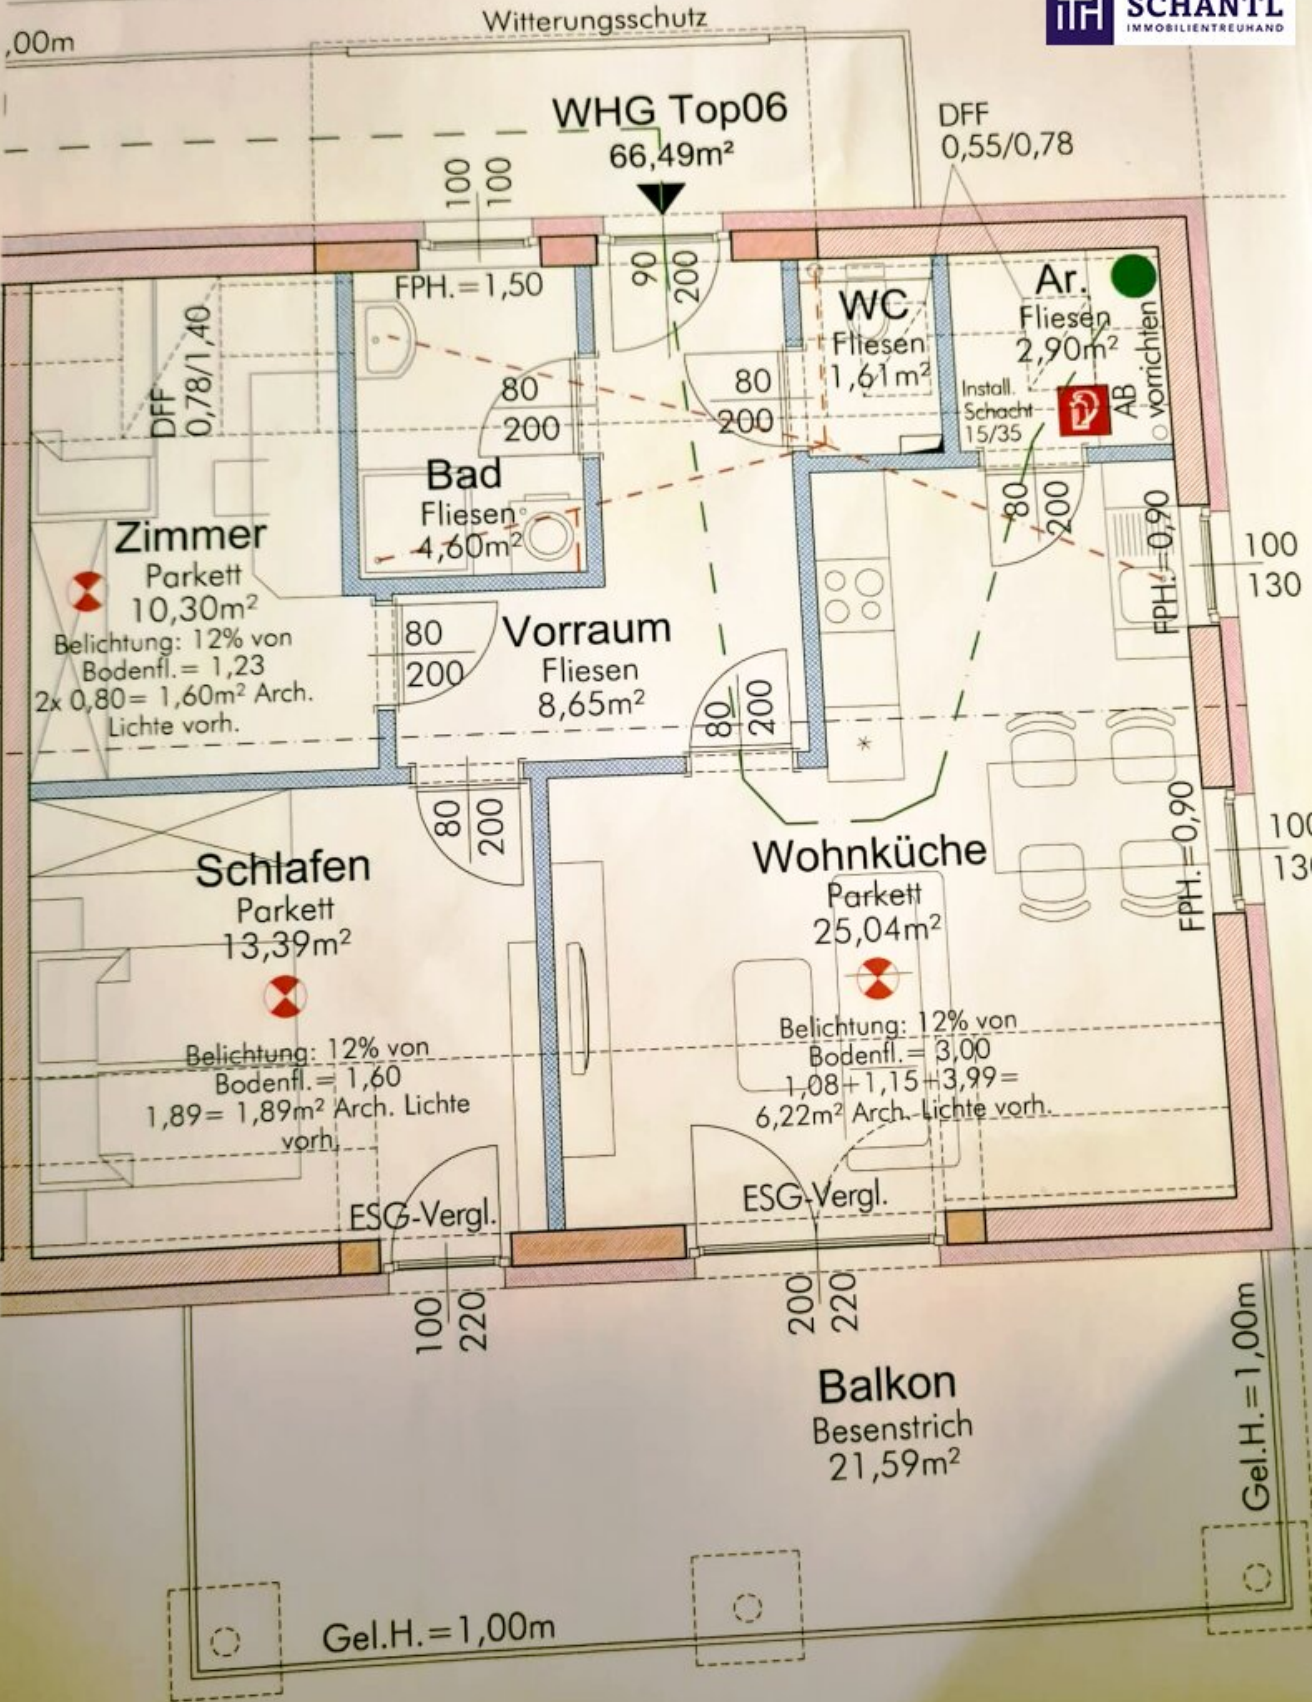 Witterungsschutz
SCHANTL
IMMOBILIENTREUHAND
,00m
WHG Top06
66,49m²
DFF
0,55/0,78
100
100
FPH.=1,50
90
200
WC
Fliesen
1,61m²
Ar.
Fliesen
2,90m²
Install.
Schacht
15/35
AB
vorrichten
DFF
0,78/1,40
80
200
80
200
Bad
Fliesen
4,60m²
80
200
FPH.=0,90
100
130
Zimmer
Parkett
10,30m²
Belichtung: 12% von
Bodenfl.= 1,23
2x 0,80= 1,60m² Arch.
Lichte vorh.
80
200
Vorraum
Fliesen
8,65m²
80
200
80
200
Schlafen
Parkett
13,39m²
Belichtung: 12% von
Bodenfl.= 1,60
1,89= 1,89m² Arch. Lichte
vorh.
Wohnküche
Parkett
25,04m²
Belichtung: 12% von
Bodenfl.= 3,00
1,08+1,15+3,99=
6,22m² Arch. Lichte vorh.
FPH.=0,90
100
130
ESG-Vergl.
ESG-Vergl.
100
220
200
220
Balkon
Besenstrich
21,59m²
Gel.H.=1,00m
Gel.H.=1,00m